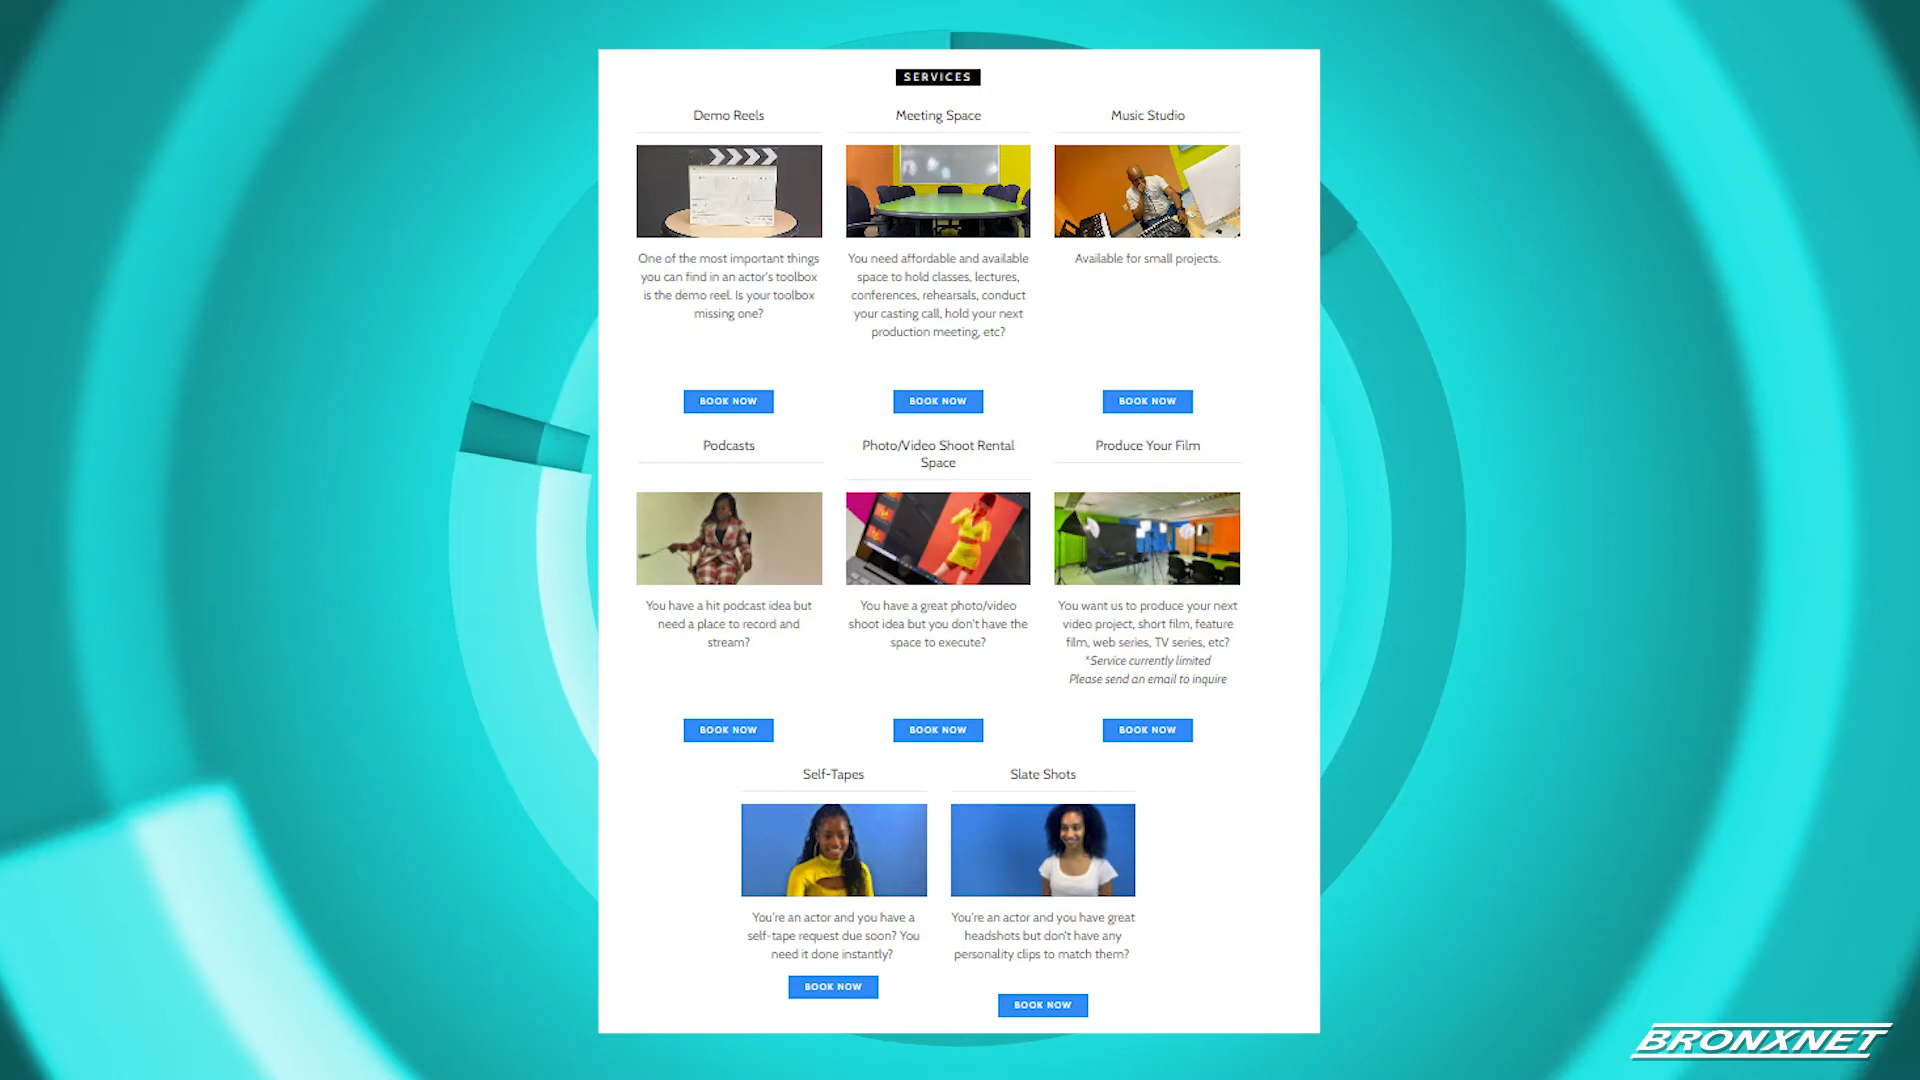 SERVICES
Demo Reels
Meeting Space
Music Studio
One of the most important things
you can find in an actor's toolbox
is the demo reel. Is your toolbox
missing one?
You need affordable and available
space to hold classes, lectures,
conferences, rehearsals, conduct
your casting call, hold your next
production meeting, etc?
Available for small projects.
BOOK NOW
BOOK NOW
BOOK NOW
Podcasts
Photo/Video Shoot Rental
Space
Produce Your Film
You have a hit podcast idea but
need a place to record and
stream?
You have a great photo/video
shoot idea but you don't have the
space to execute?
You want us to produce your next
video project, short film, feature
film, web series, TV series, etc?
*Service currently limited
Please send an email to inquire
BOOK NOW
BOOK NOW
BOOK NOW
Self-Tapes
Slate Shots
You're an actor and you have a
self-tape request due soon? You
need it done instantly?
You're an actor and you have great
headshots but don't have any
personality clips to match them?
BOOK NOW
BOOK NOW
BRONXNET